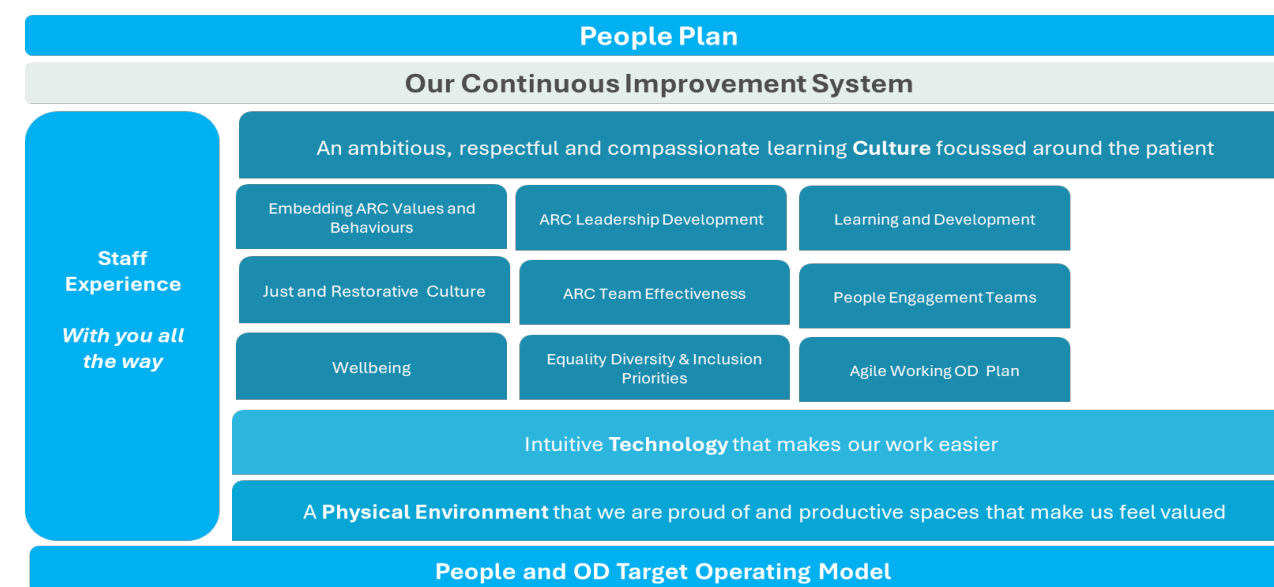 People Plan
Our Continuous Improvement System
Staff
Experience
With you all
the way
An ambitious, respectful and compassionate learning Culture focussed around the patient
Embedding ARC Values and
Behaviours
ARC Leadership Development
Learning and Development
Just and Restorative Culture
ARC Team Effectiveness
People Engagement Teams
Wellbeing
Equality Diversity & Inclusion
Priorities
Agile Working OD Plan
Intuitive Technology that makes our work easier
A Physical Environment that we are proud of and productive spaces that make us feel valued
People and OD Target Operating Model